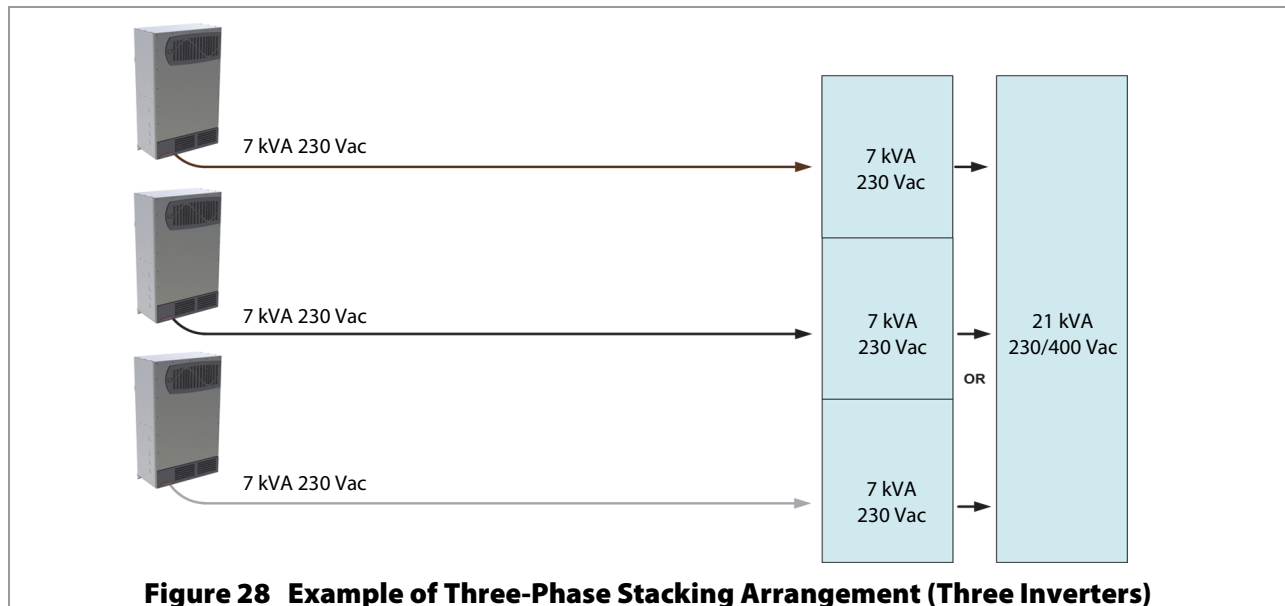 7 kVA 230 Vac
7 kVA
230 Vac
7 kVA 230 Vac
7 kVA
230 Vac
OR
21 kVA
230/400 Vac
7 kVA 230 Vac
7 kVA
230 Vac
Figure 28 Example of Three-Phase Stacking Arrangement (Three Inverters)